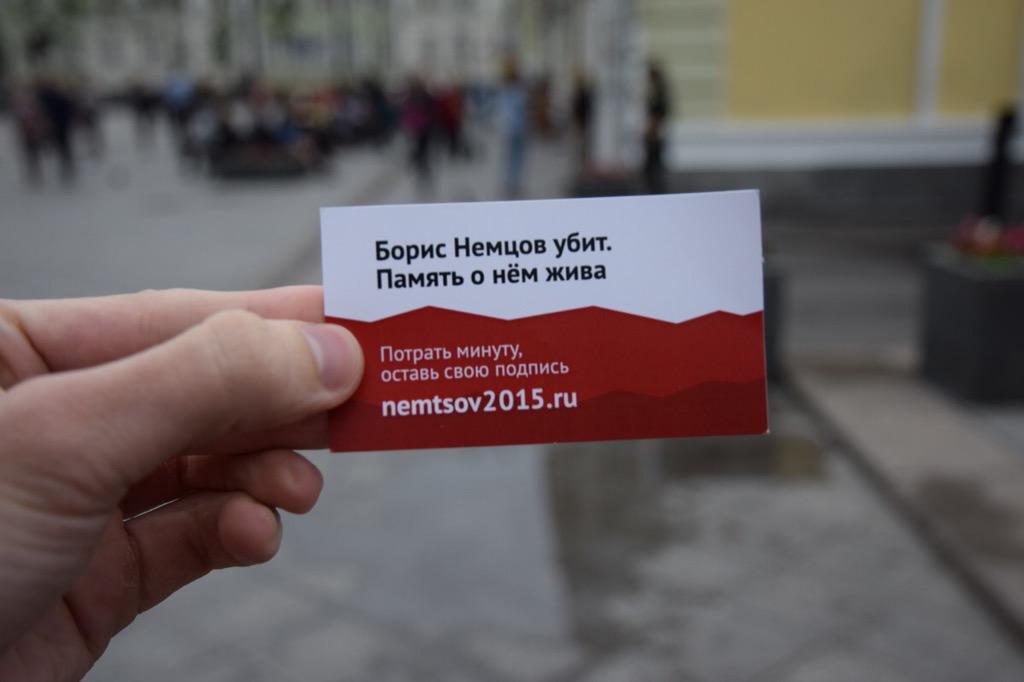 Борис Немцов убит.
Память о нём жива
Потрать минуту,
оставь свою подпись
nemtsov2015.ru